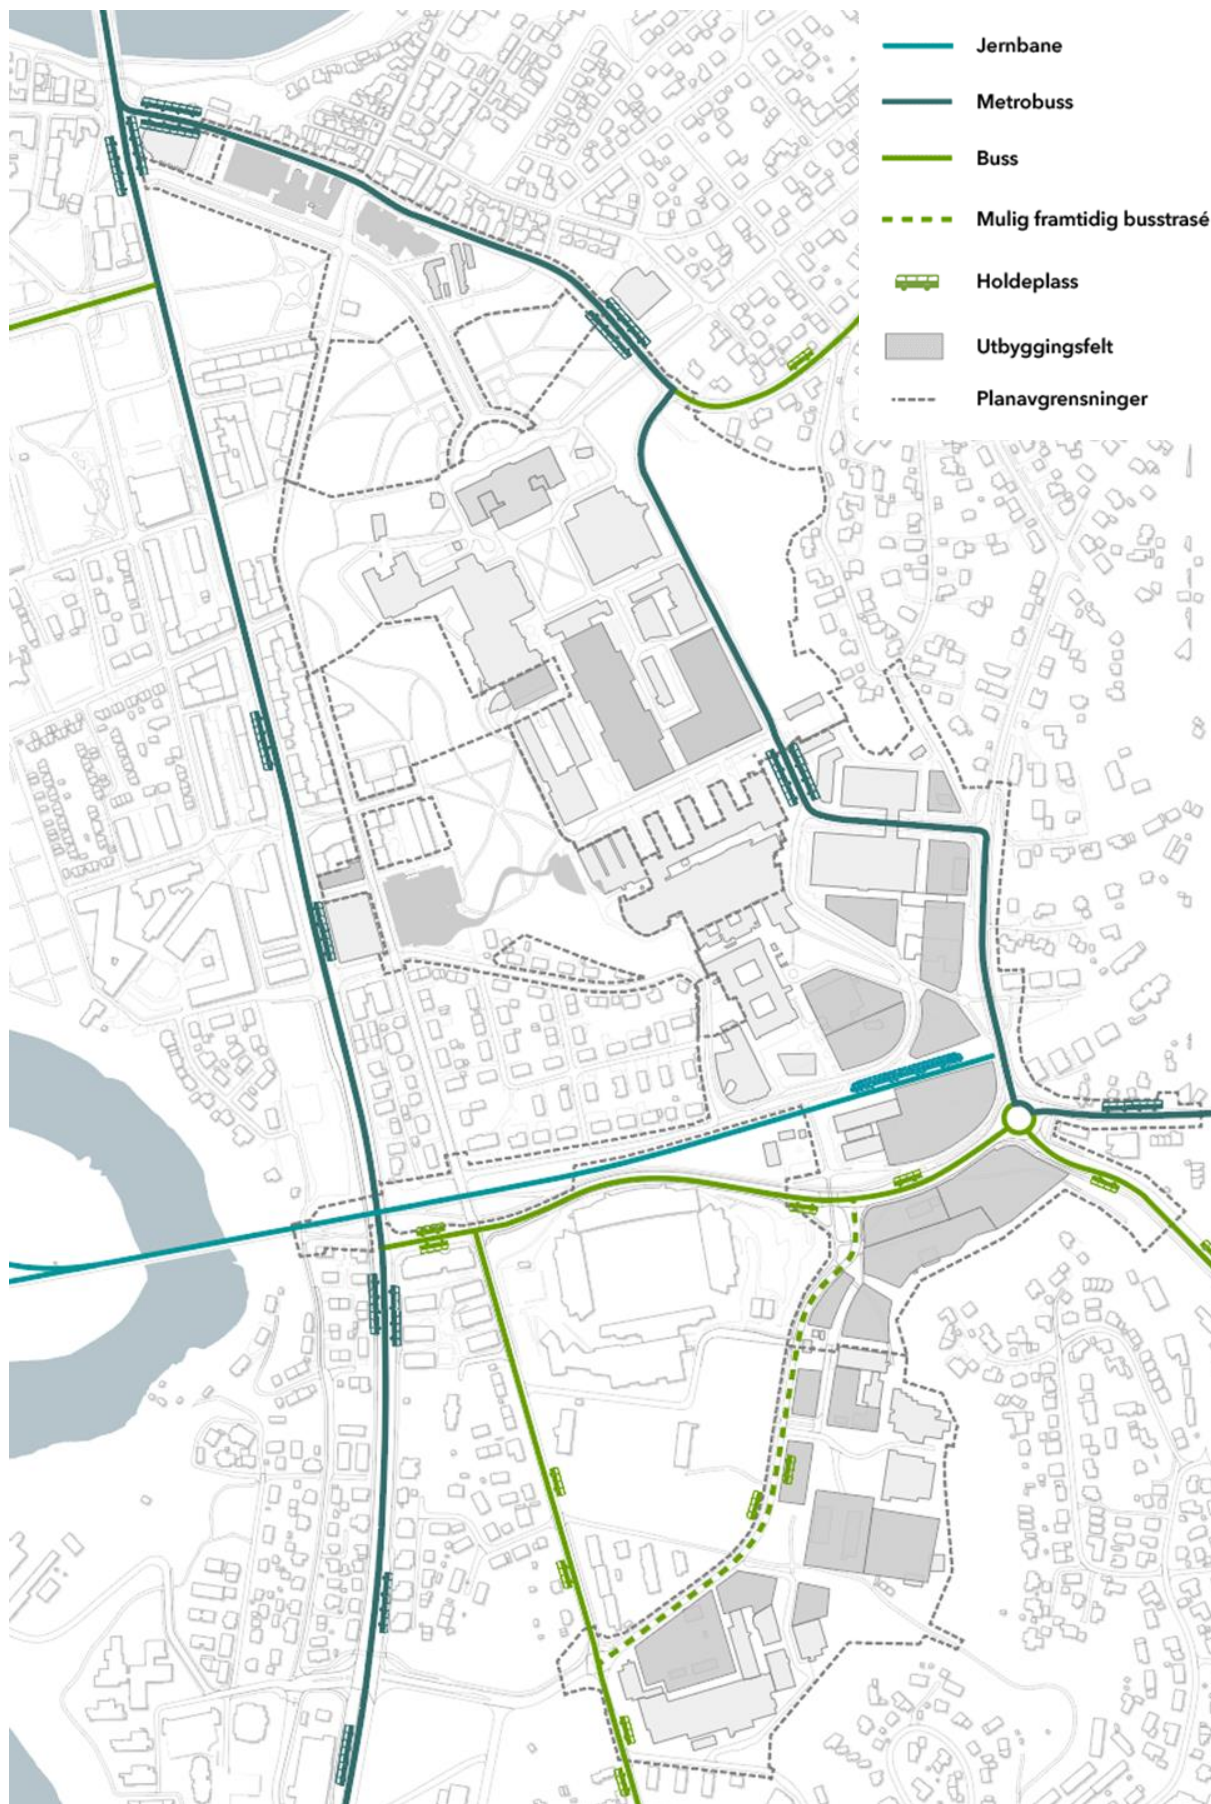 Jernbane
Metrobuss
Buss
Mulig framtidig busstrasé
Holdeplass
Utbyggingsfelt
Planavgrensninger